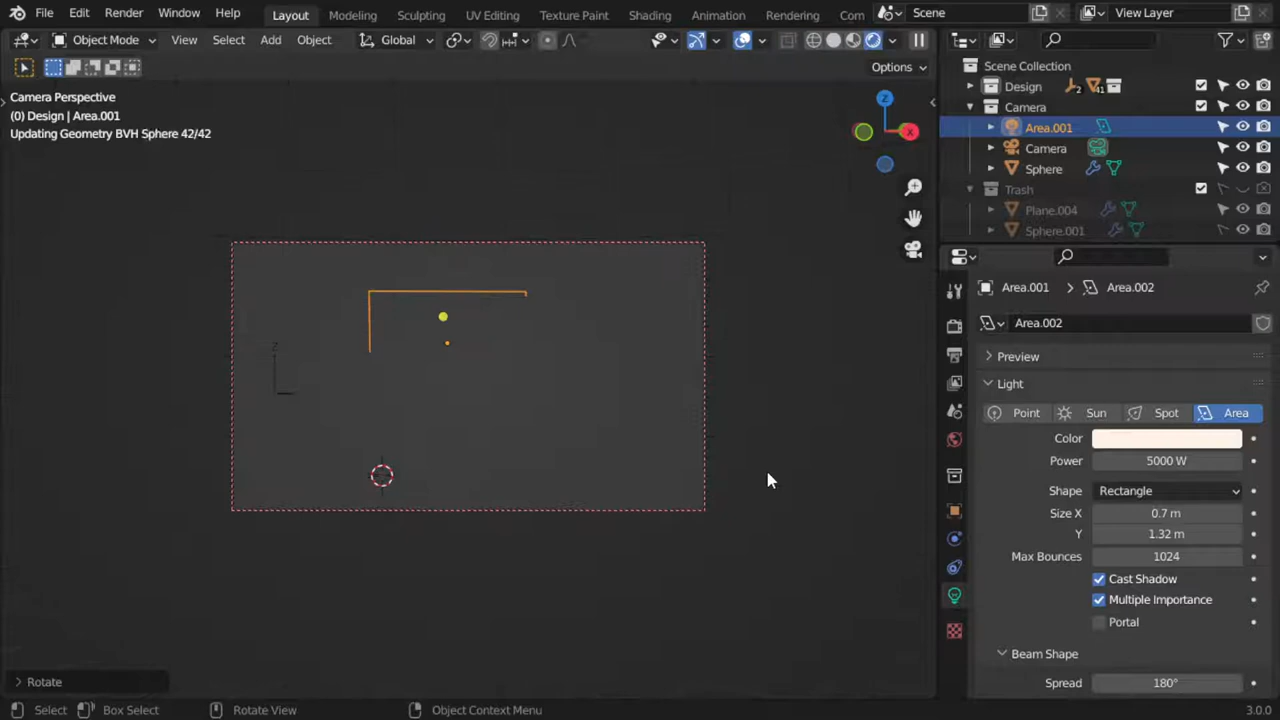 File Edit Render Window Help Layout Modeling Sculpting UV Editing Texture Paint Shading Animation Rendering Com Scene View Layer
Object Mode View Select Add Object Global
Options
Camera Perspective
(0) Design | Area.001
Updating Geometry BVH Sphere 42/42
Z
X
Z
Scene Collection
Design 2 41
Camera
Area.001
Camera
Sphere
Trash
Plane.004
Sphere.001
Area.001 > Area.002
Area.002
Preview
Light
Point Sun Spot Area
Color
Power 5000 W
Shape Rectangle
Size X 0.7 m
Y 1.32 m
Max Bounces 1024
Cast Shadow
Multiple Importance
Portal
Beam Shape
Spread 180°
> Rotate
Select Box Select Rotate View Object Context Menu 3.0.0